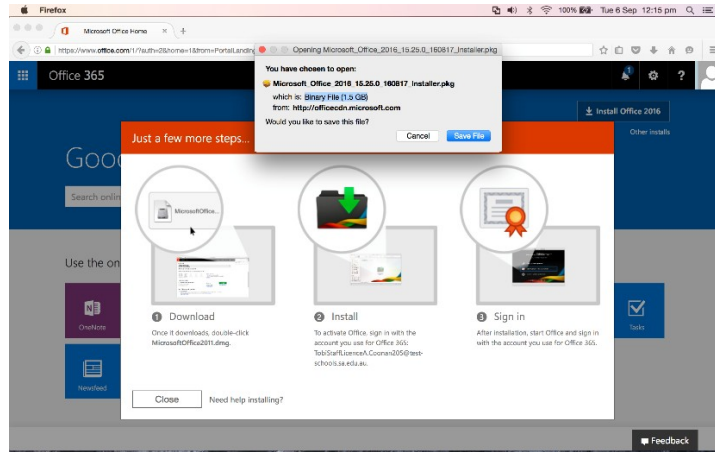 Firefox
100%
Tue 6 Sep 12:15 pm
Microsoft Office Home
https://www.office.com/1/?auth=2&home=1&from=PortalLanding
Opening Microsoft_Office_2016_15.25.0_160817_Installer.pkg
You have chosen to open:
Microsoft_Office_2016_15.25.0_160817_Installer.pkg
which is: Binary File (1.5 GB)
from: http://officecdn.microsoft.com
Would you like to save this file?
Cancel
Save File
Office 365
?
Install Office 2016
Other installs
Just a few more steps...
Goo
Search onlin
Use the on
OneNote
Newsfeed
Tasks
MicrosoftOffice...
1 Download
Once it downloads, double-click
MicrosoftOffice2011.dmg.
2 Install
To activate Office, sign in with the
account you use for Office 365:
TobiStaffLicenceA.Coonan205@test-
schools.sa.edu.au.
3 Sign in
After installation, start Office and sign in
with the account you use for Office 365.
Close
Need help installing?
Feedback